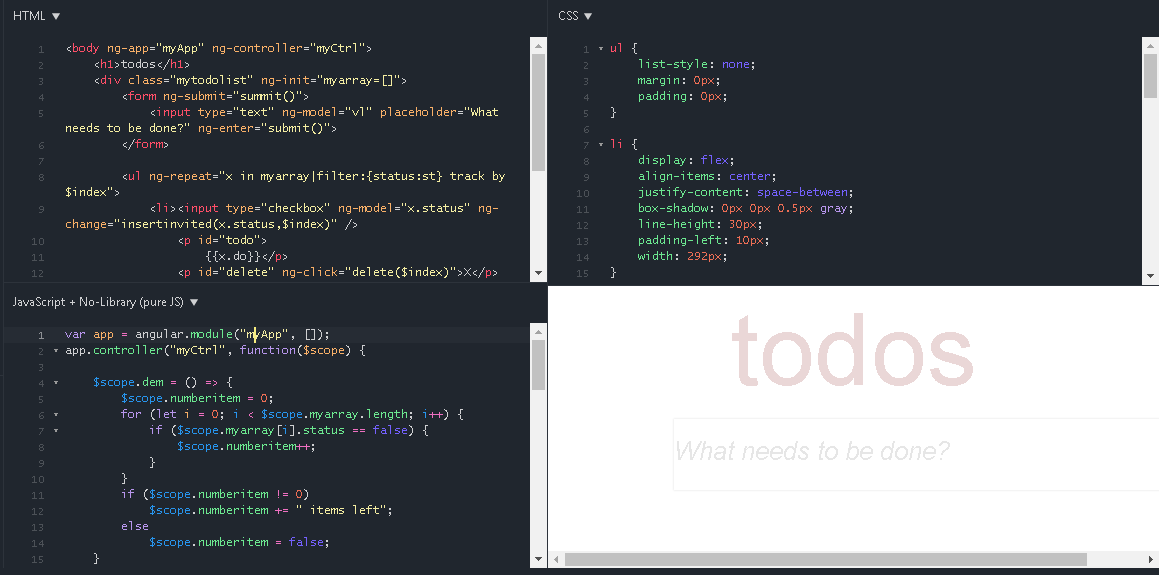 HTML ▼
1 <body ng-app="myApp" ng-controller="myCtrl">
2 <h1>todos</h1>
3 <div class="mytodolist" ng-init="myarray=[]">
4 <form ng-submit="summit()">
5 <input type="text" ng-model="vl" placeholder="What
needs to be done?" ng-enter="submit()">
6 </form>
7
8 <ul ng-repeat="x in myarray|filter:{status:st} track by
$index">
9 <li><input type="checkbox" ng-model="x.status" ng-
change="insertinvited(x.status,$index)" />
10 <p id="todo">
11 {{x.do}}</p>
12 <p id="delete" ng-click="delete($index)">X</p>
CSS ▼
1 ul {
2 list-style: none;
3 margin: 0px;
4 padding: 0px;
5 }
6
7 li {
8 display: flex;
9 align-items: center;
10 justify-content: space-between;
11 box-shadow: 0px 0px 0.5px gray;
12 line-height: 30px;
13 padding-left: 10px;
14 width: 292px;
15 }
JavaScript + No-Library (pure JS) ▼
1 var app = angular.module("myApp", []);
2 app.controller("myCtrl", function($scope) {
3
4 $scope.dem = () => {
5 $scope.numberitem = 0;
6 for (let i = 0; i < $scope.myarray.length; i++) {
7 if ($scope.myarray[i].status == false) {
8 $scope.numberitem++;
9 }
10 }
11 if ($scope.numberitem != 0)
12 $scope.numberitem += " items left";
13 else
14 $scope.numberitem = false;
15 }
todos
What needs to be done?